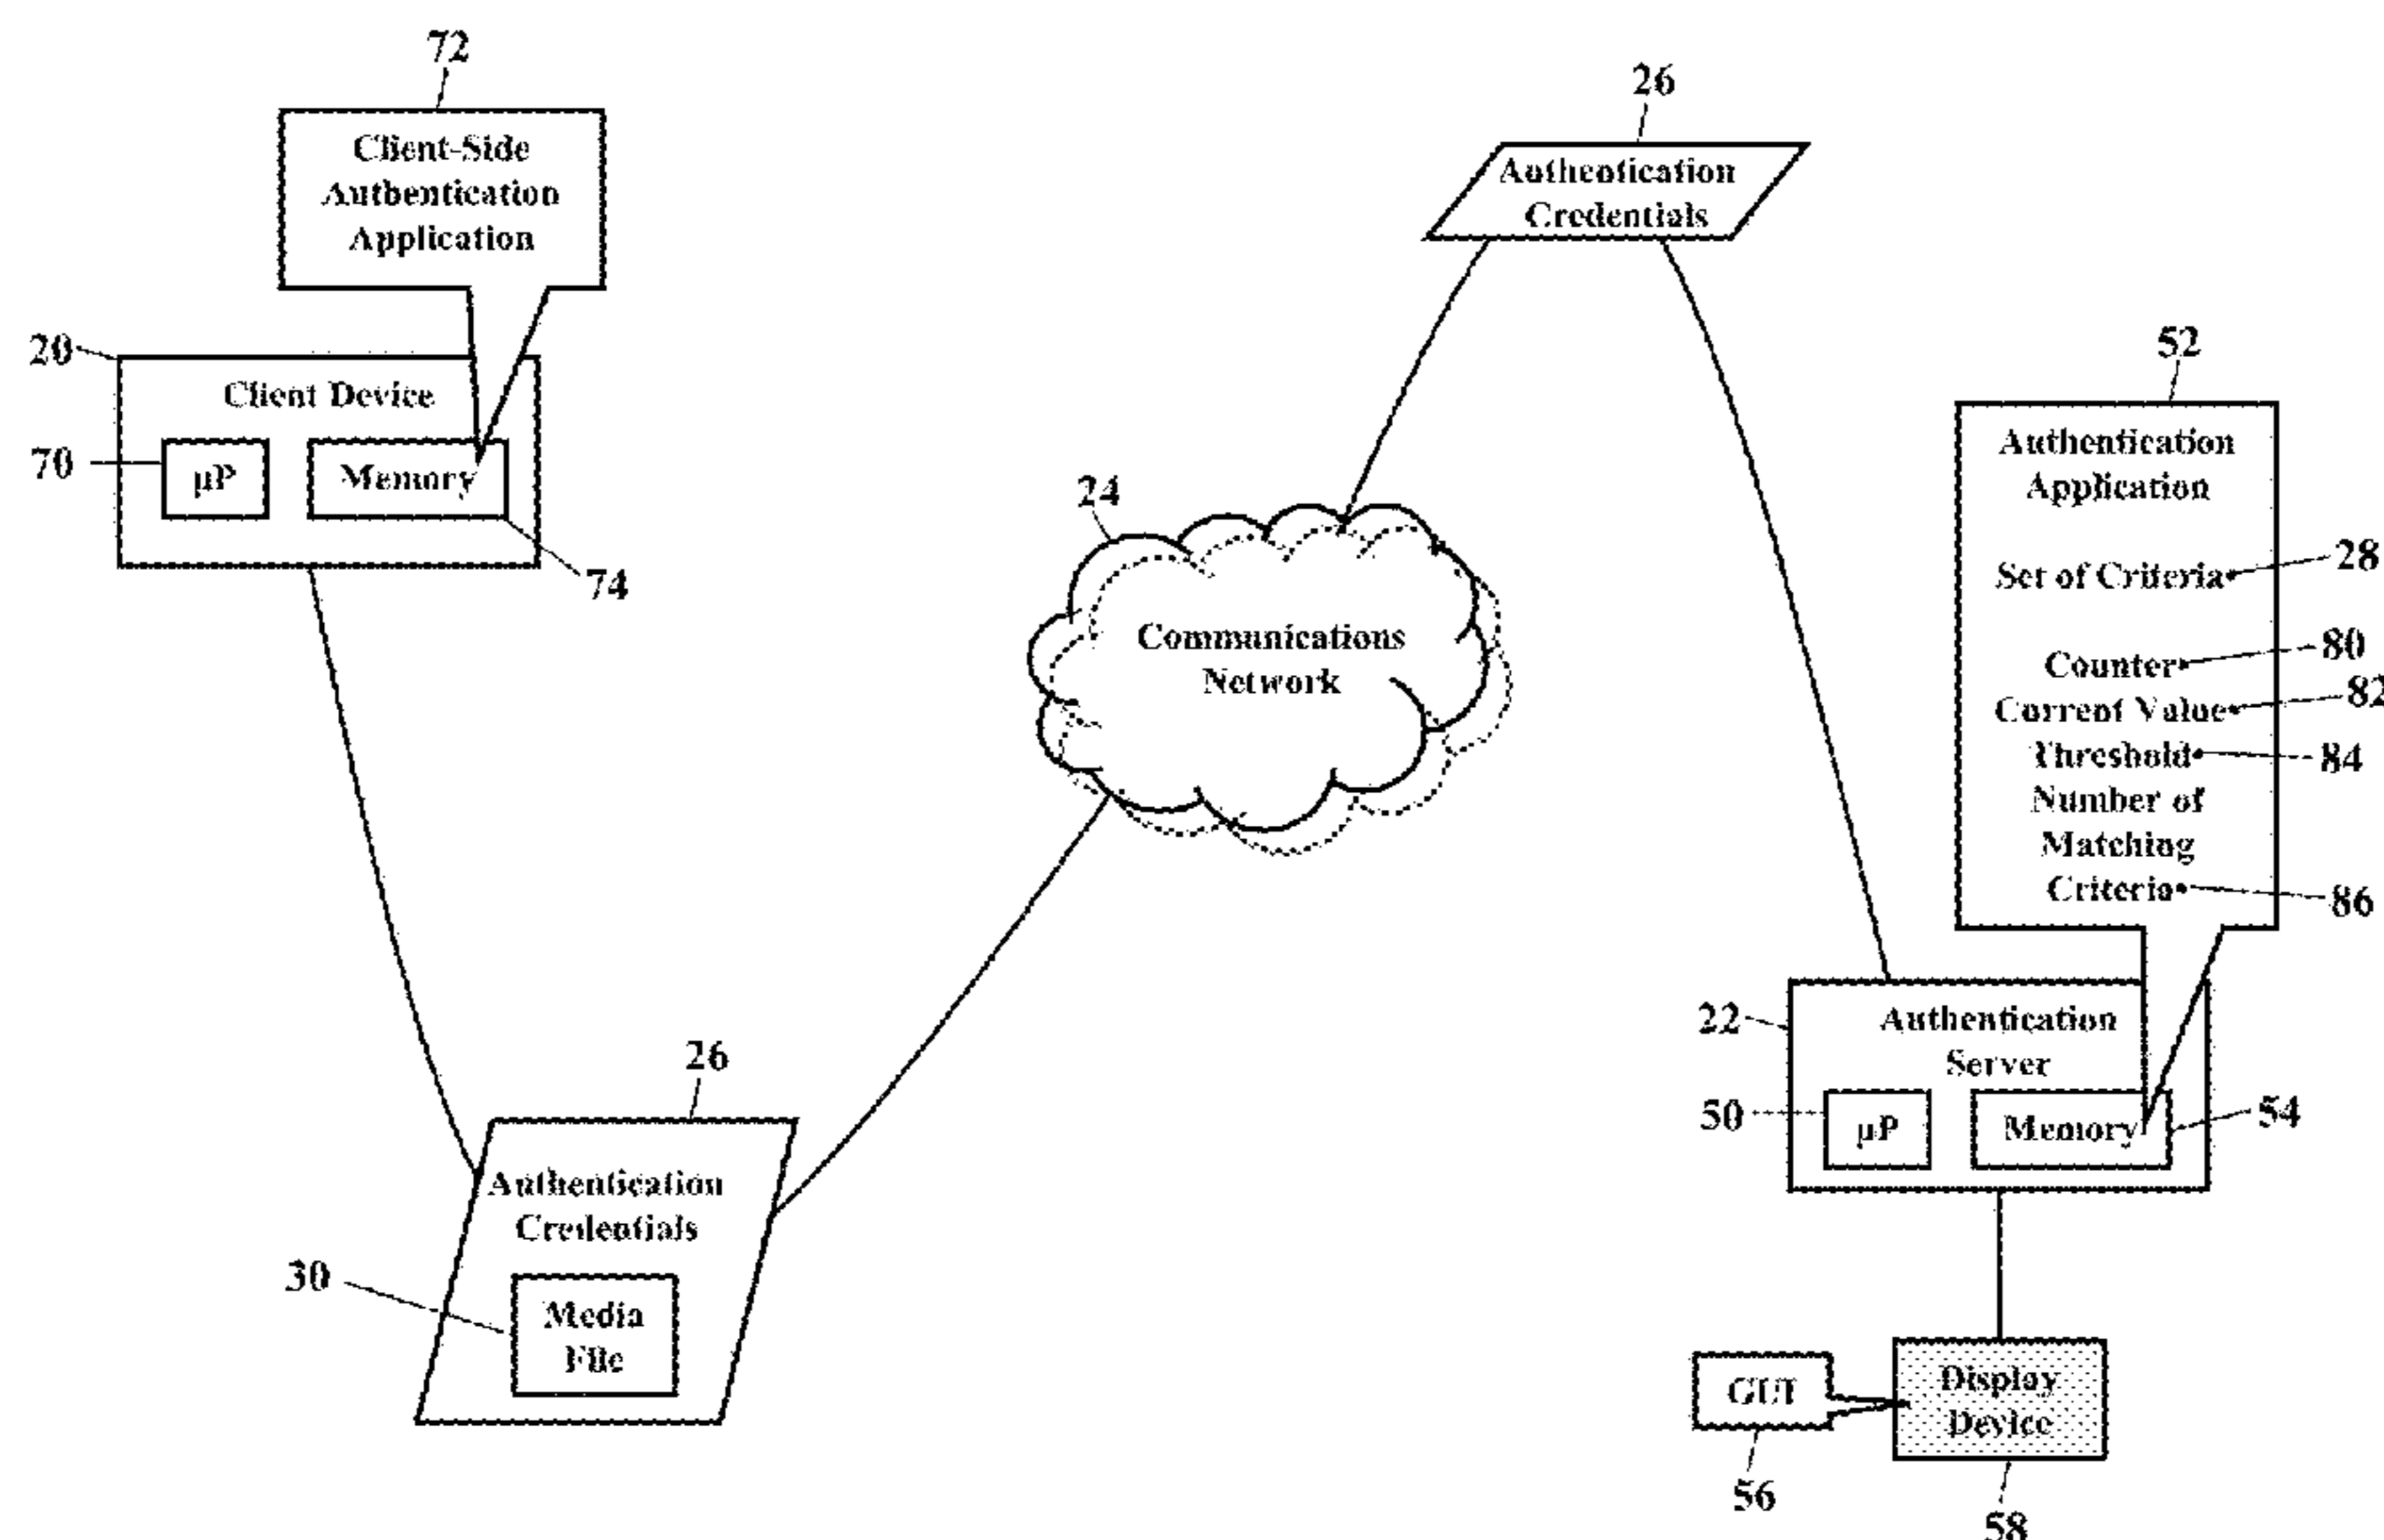 72
Client-Side
Authentication
Application
20
Client Device
70
µP
Memory
74
26
Authentication
Credentials
24
Communications
Network
52
Authentication
Application
Set of Criteria
28
Counter
80
Current Value
82
Threshold
84
Number of
Matching
Criteria
86
26
Authentication
Credentials
30
Media
File
22
Authentication
Server
50
µP
Memory
54
GUI
56
Display
Device
58